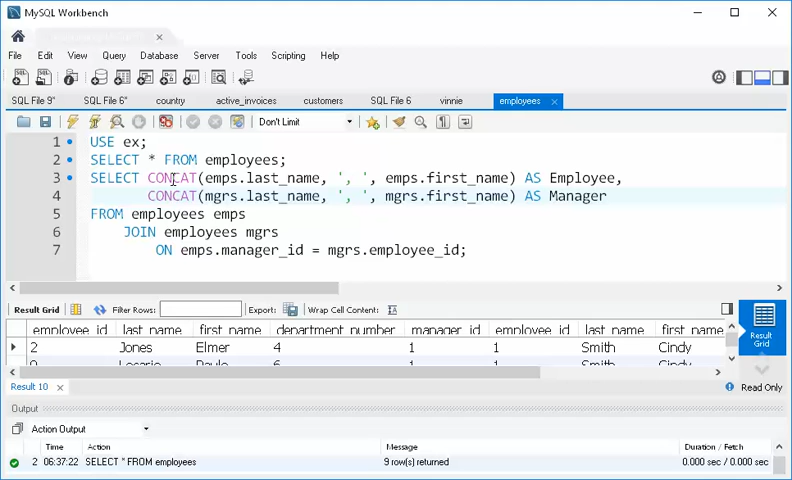 MySQL Workbench
File Edit View Query Database Server Tools Scripting Help
SQL File 9* SQL File 6* country active_invoices customers SQL File 6 vinnie employees
Don't Limit
1 USE ex;
2 SELECT * FROM employees;
3 SELECT CONCAT(emps.last_name, ', ', emps.first_name) AS Employee,
4 CONCAT(mgrs.last_name, ', ', mgrs.first_name) AS Manager
5 FROM employees emps
6 JOIN employees mgrs
7 ON emps.manager_id = mgrs.employee_id;
Result Grid Filter Rows: Export: Wrap Cell Content:
employee_id last_name first_name department_number manager_id employee_id last_name first_name
2 Jones Elmer 4 1 1 Smith Cindy
Result Grid
Result 10 Read Only
Output
Action Output
Time Action Message Duration / Fetch
2 06:37:22 SELECT * FROM employees 9 row(s) returned 0.000 sec / 0.000 sec